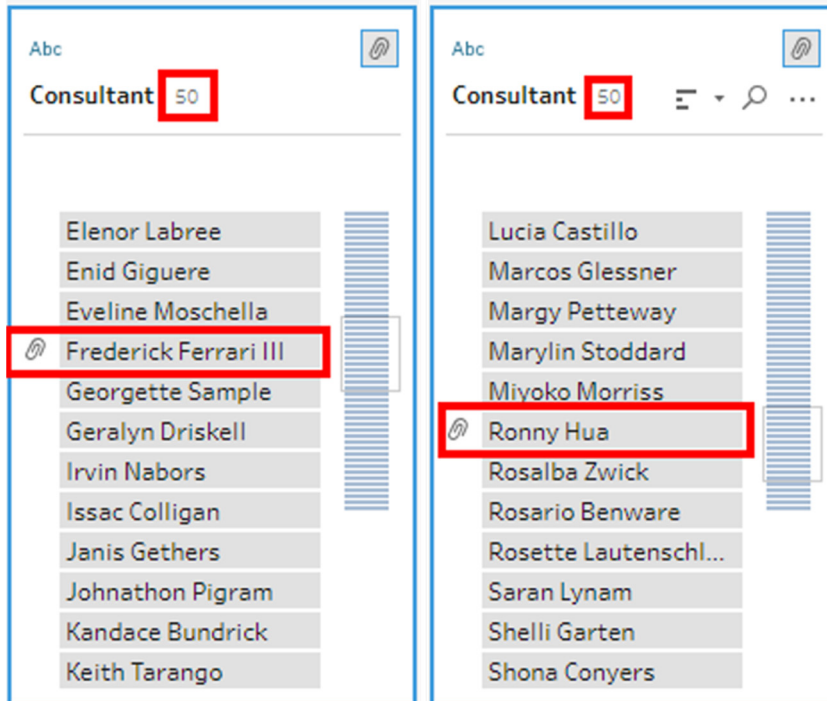 Abc
Consultant 50
Elenor Labree
Enid Giguere
Eveline Moschella
Frederick Ferrari III
Georgette Sample
Geralyn Driskell
Irvin Nabors
Issac Colligan
Janis Gethers
Johnathon Pigram
Kandace Bundrick
Keith Tarango
Abc
Consultant 50
Lucia Castillo
Marcos Glessner
Margy Petteway
Marylin Stoddard
Miyoko Morriss
Ronny Hua
Rosalba Zwick
Rosario Benware
Rosette Lautenschl...
Saran Lynam
Shelli Garten
Shona Conyers